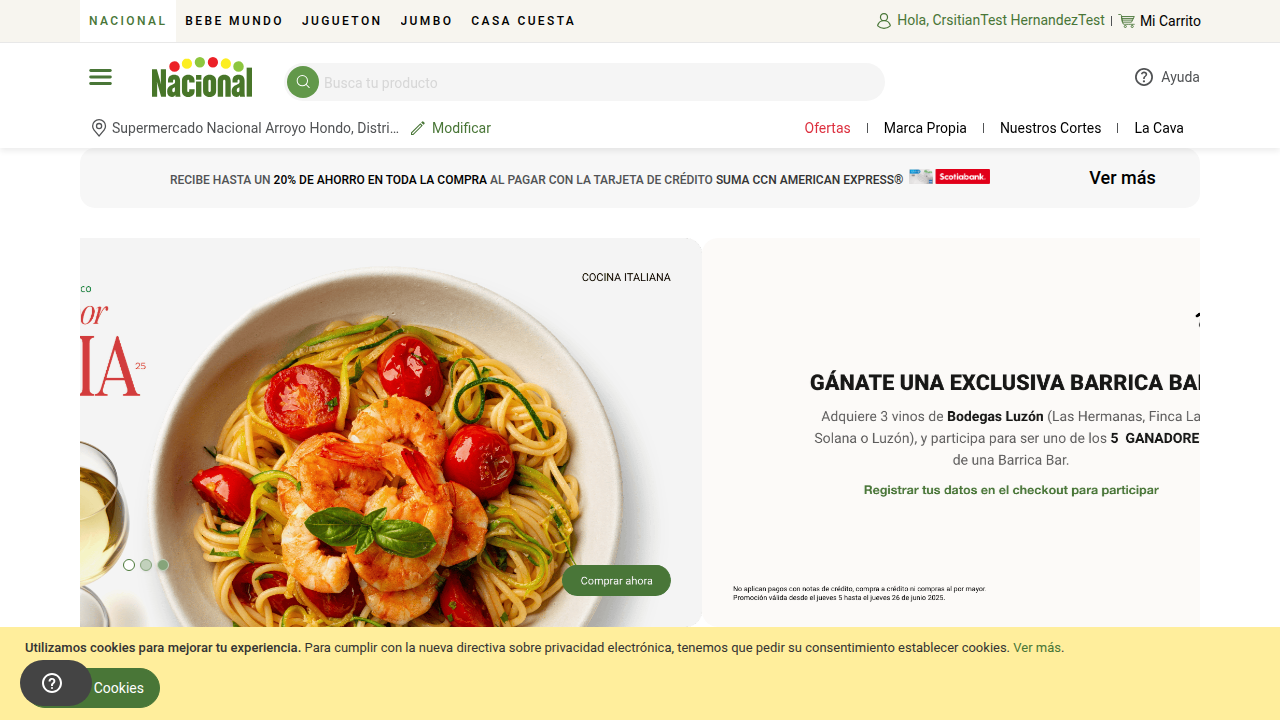 NACIONAL BEBE MUNDO JUGUETON JUMBO CASA CUESTA
Hola, CrsitianTest HernandezTest
Mi Carrito
Nacional
Busca tu producto
Ayuda
Supermercado Nacional Arroyo Hondo, Distri...
Modificar
Ofertas
Marca Propia
Nuestros Cortes
La Cava
RECIBE HASTA UN 20% DE AHORRO EN TODA LA COMPRA AL PAGAR CON LA TARJETA DE CRÉDITO SUMA CCN AMERICAN EXPRESS®
Scotiabank.
Ver más
COCINA ITALIANA
co
or
IA
25
Comprar ahora
GÁNATE UNA EXCLUSIVA BARRICA BA
Adquiere 3 vinos de Bodegas Luzón (Las Hermanas, Finca La
Solana o Luzón), y participa para ser uno de los 5 GANADORE
de una Barrica Bar.
Registrar tus datos en el checkout para participar
No aplican pagos con notas de crédito, compra a crédito ni compras al por mayor.
Promoción válida desde el jueves 5 hasta el jueves 26 de junio 2025.
Utilizamos cookies para mejorar tu experiencia. Para cumplir con la nueva directiva sobre privacidad electrónica, tenemos que pedir su consentimiento establecer cookies. Ver más.
Cookies